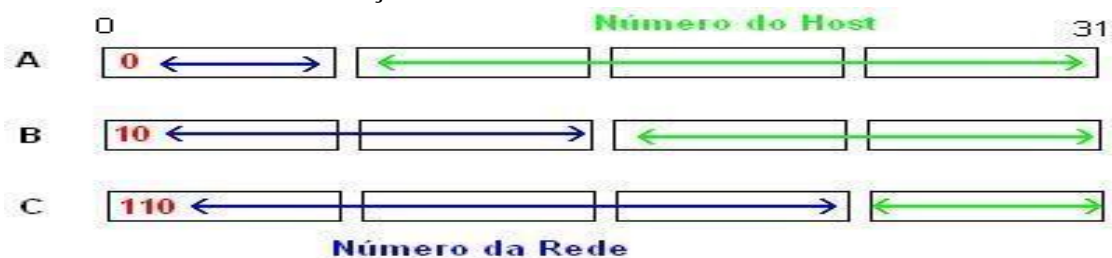 0 Número do Host 31
A 0
B 10
C 110
Número da Rede